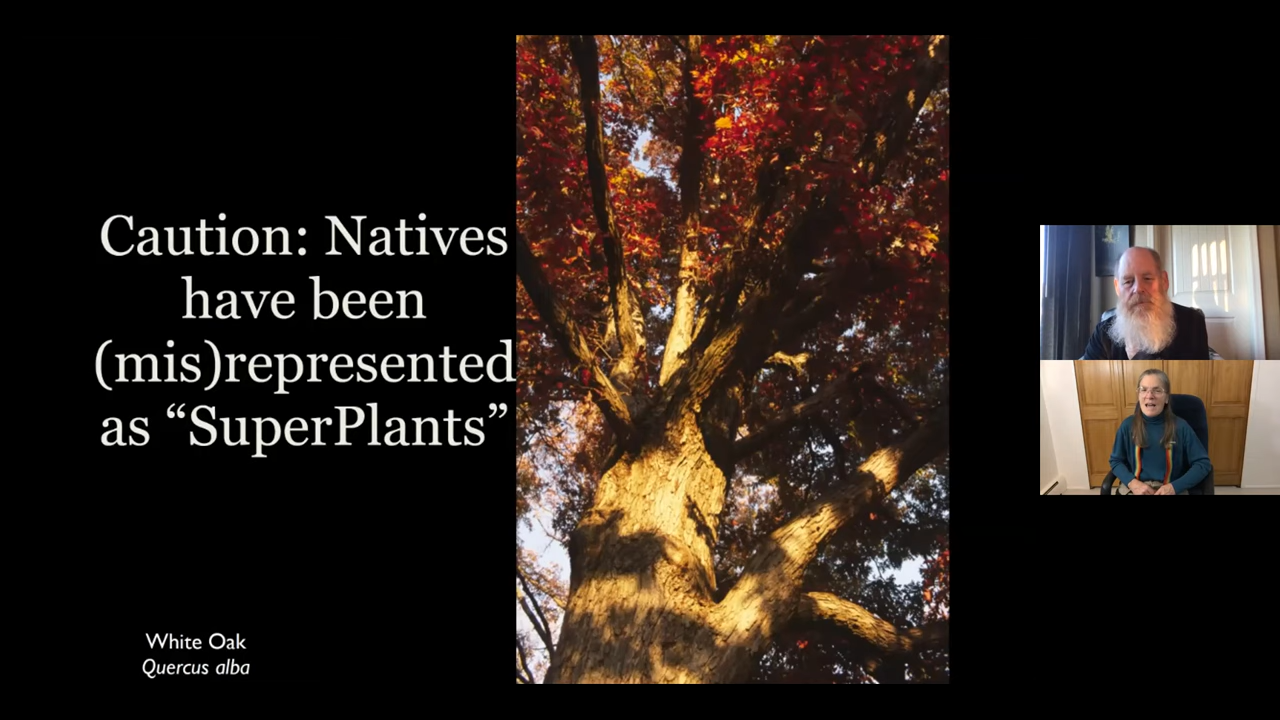 Caution: Natives
have been
(mis)represented
as “SuperPlants”
White Oak
Quercus alba